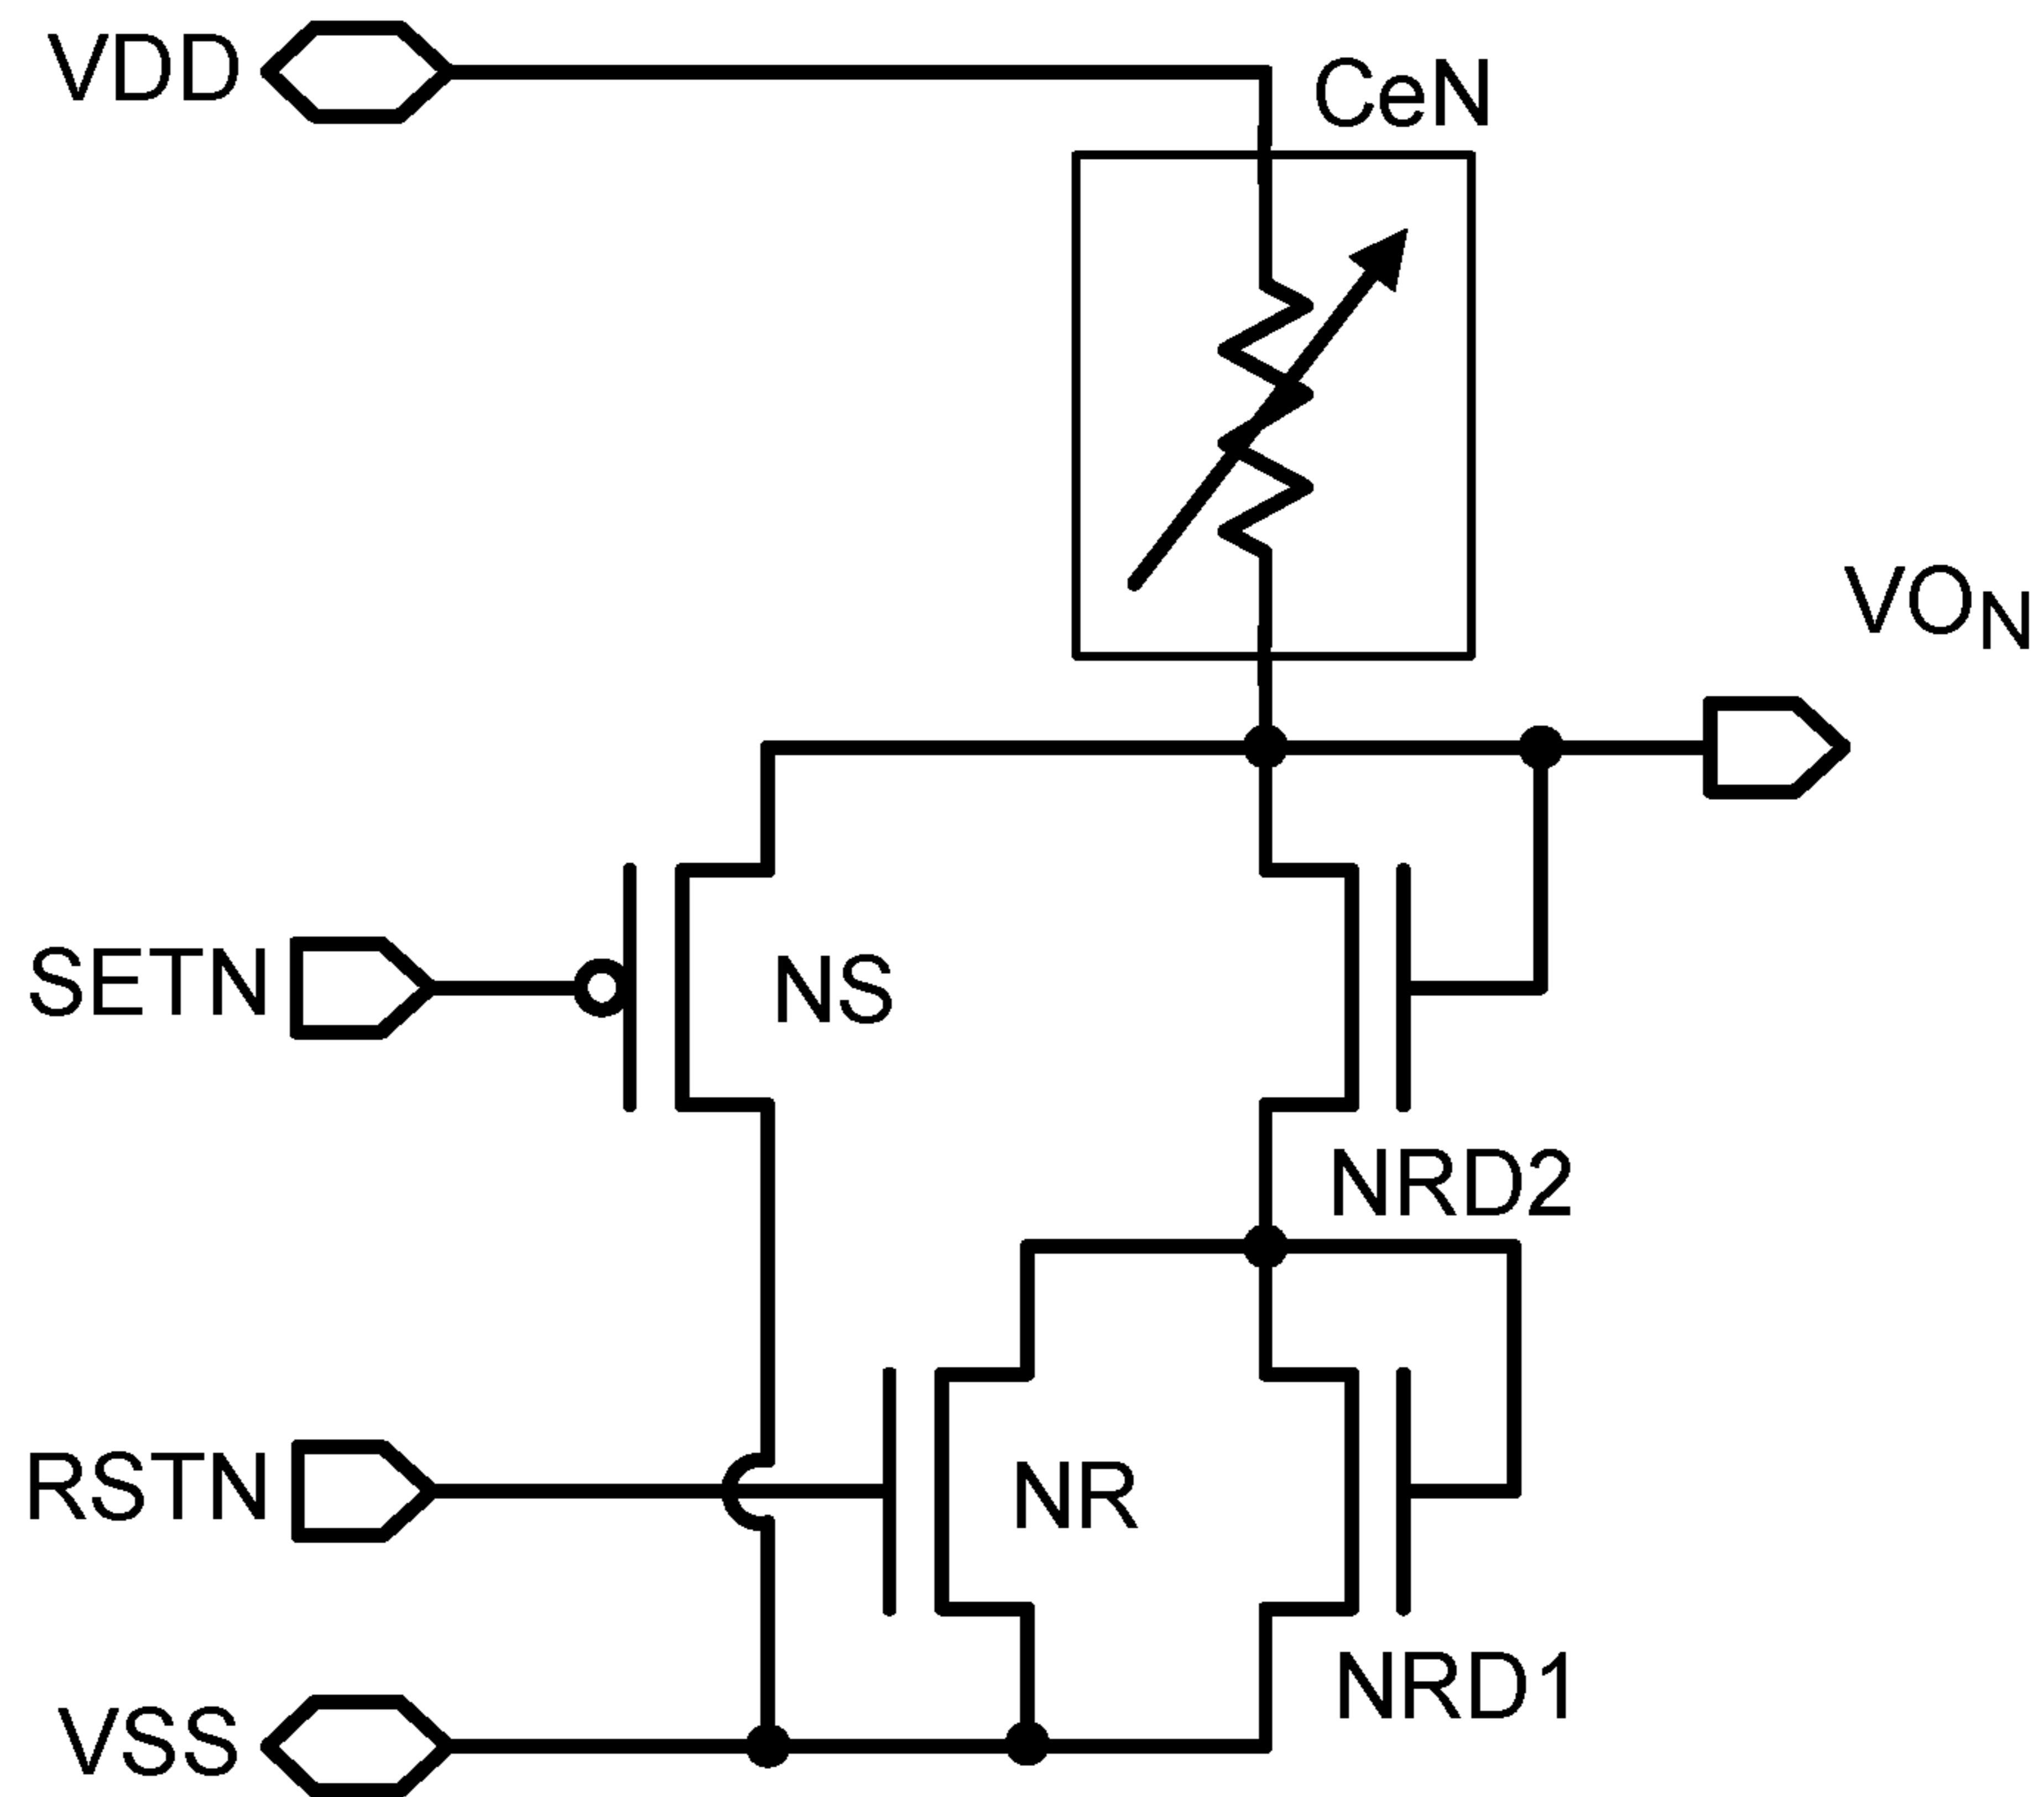 VDD
CeN
VON
SETN
NS
NRD2
RSTN
NR
NRD1
VSS